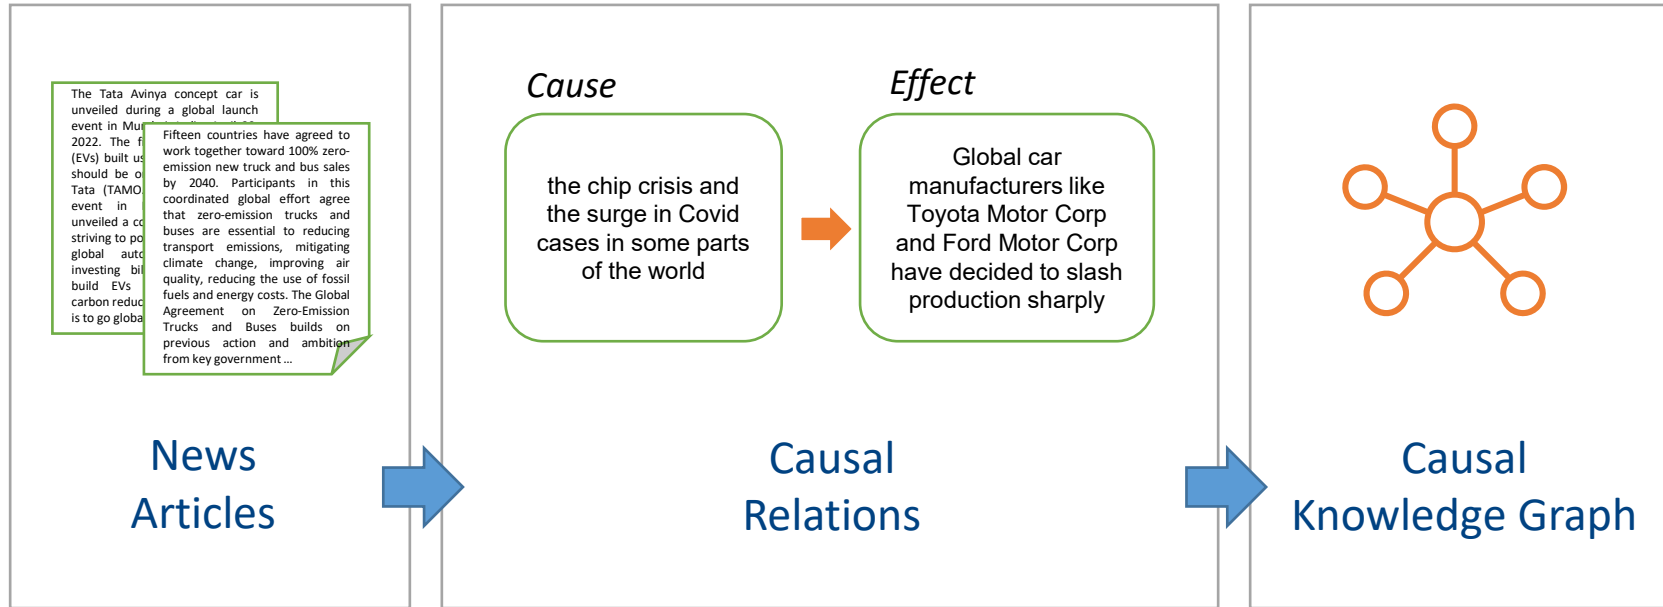 The Tata Avinya concept car is
unveiled during a global launch
event in
2022. The
(EVs) built
should be
Tata
event in
unveiled a
striving to
global
investing
build EVs
carbon
is to go
Fifteen countries have agreed to
work together toward 100% zero-
emission new truck and bus sales
by 2040. Participants in this
coordinated global effort agree
that zero-emission trucks and
buses are essential to reducing
transport emissions, mitigating
climate change, improving air
quality, reducing the use of fossil
fuels and energy costs. The Global
Agreement on Zero-Emission
Trucks and Buses builds on
previous action and ambition
from key government ...
News
Articles
Cause
the chip crisis and
the surge in Covid
cases in some parts
of the world
Effect
Global car
manufacturers like
Toyota Motor Corp
and Ford Motor Corp
have decided to slash
production sharply
Causal
Relations
Causal
Knowledge Graph